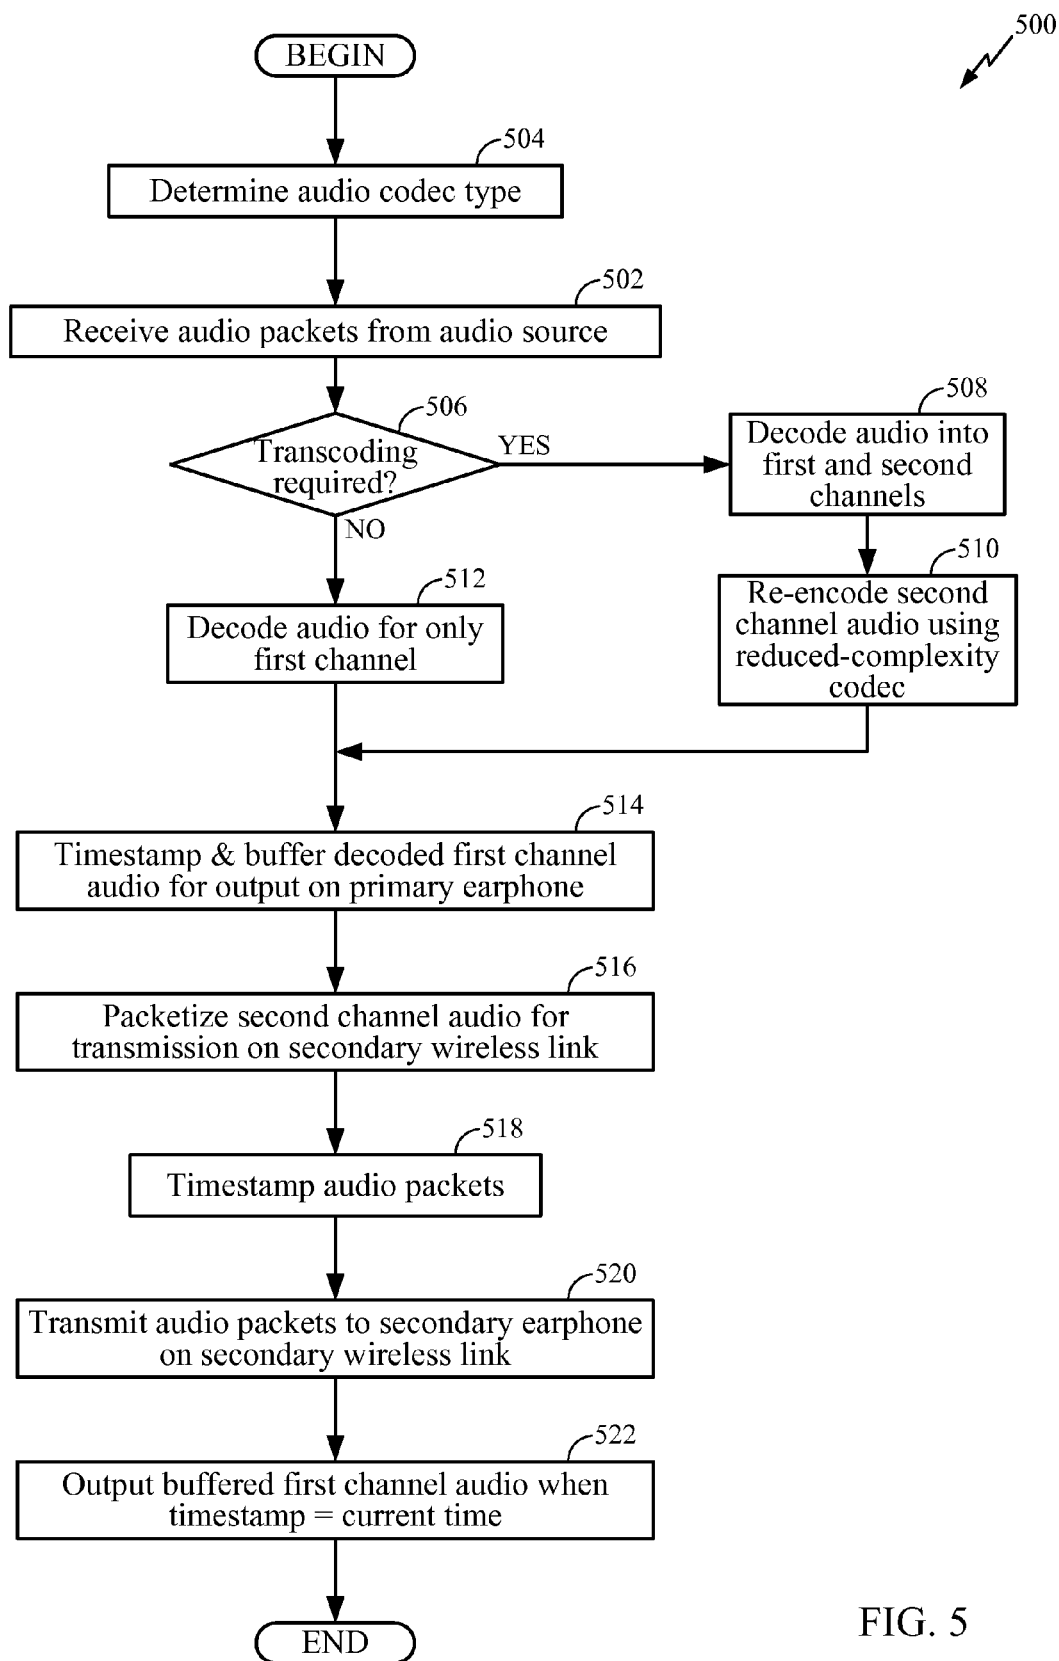 500
BEGIN
504
Determine audio codec type
502
Receive audio packets from audio source
506
Transcoding
required?
YES
NO
508
Decode audio into
first and second
channels
510
Re-encode second
channel audio using
reduced-complexity
codec
512
Decode audio for only
first channel
514
Timestamp & buffer decoded first channel
audio for output on primary earphone
516
Packetize second channel audio for
transmission on secondary wireless link
518
Timestamp audio packets
520
Transmit audio packets to secondary earphone
on secondary wireless link
522
Output buffered first channel audio when
timestamp = current time
END
FIG. 5